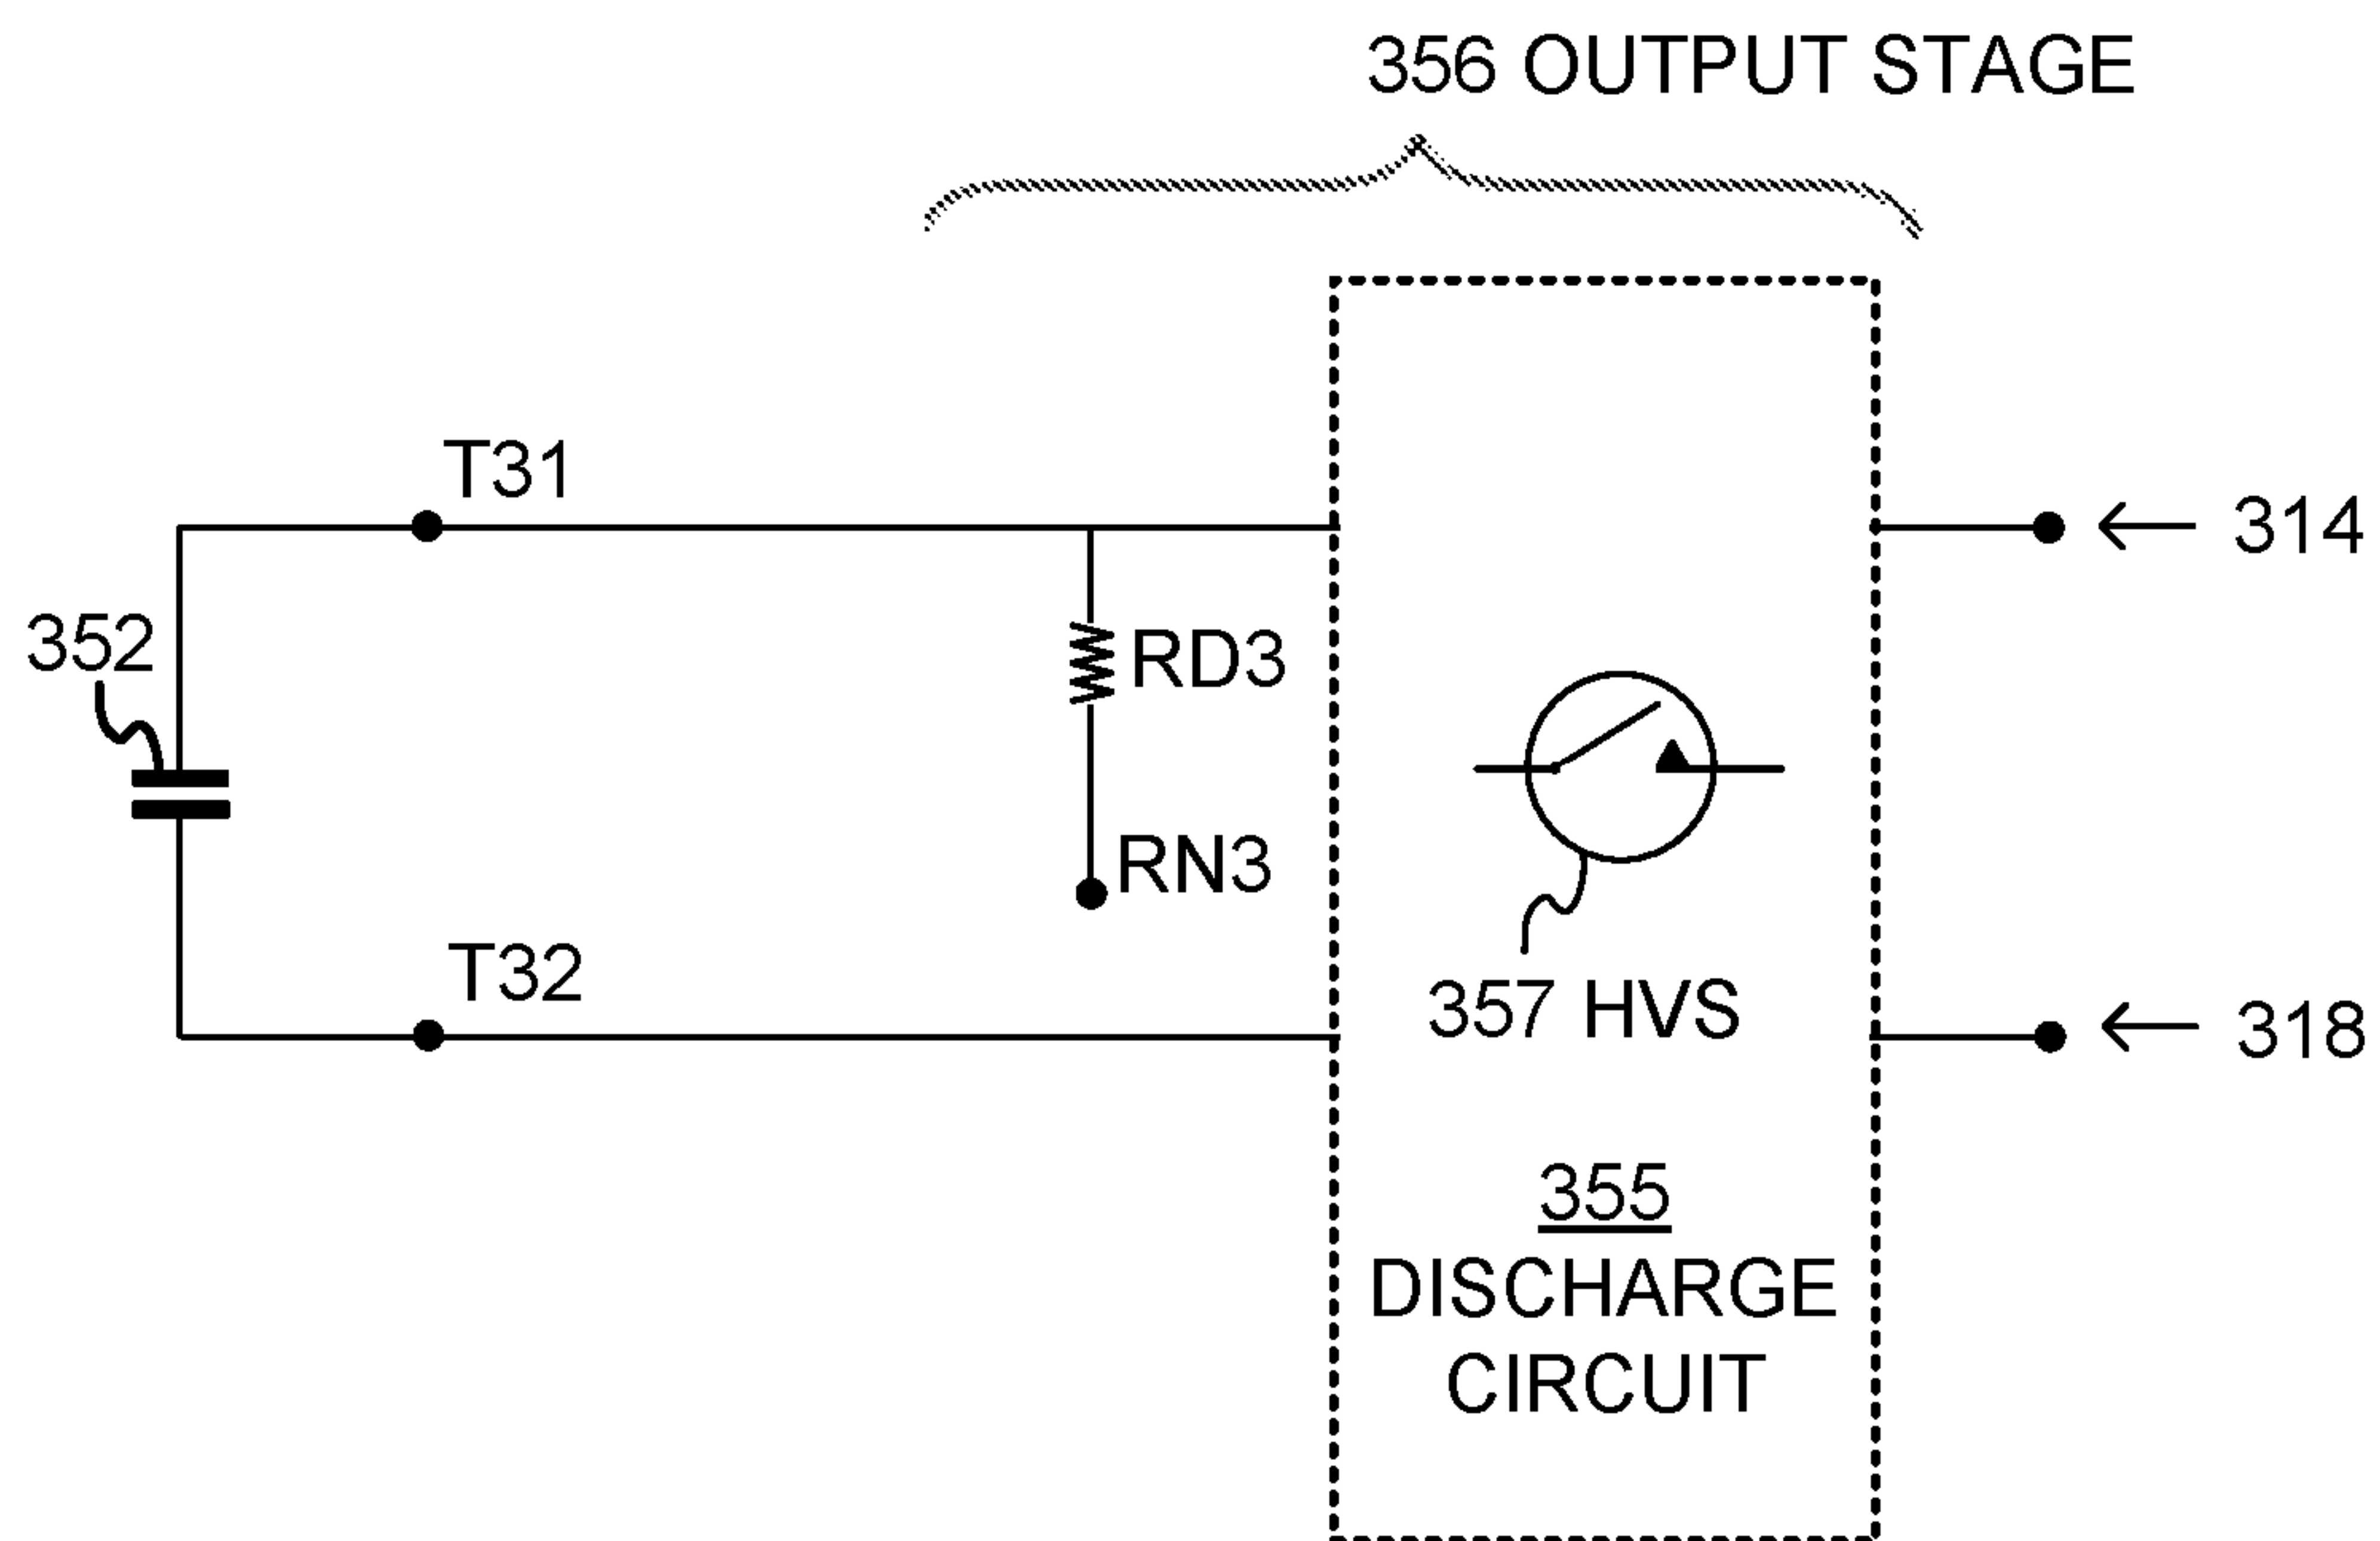 356 OUTPUT STAGE
T31
314
352
RD3
RN3
T32
357 HVS
318
355
DISCHARGE
CIRCUIT